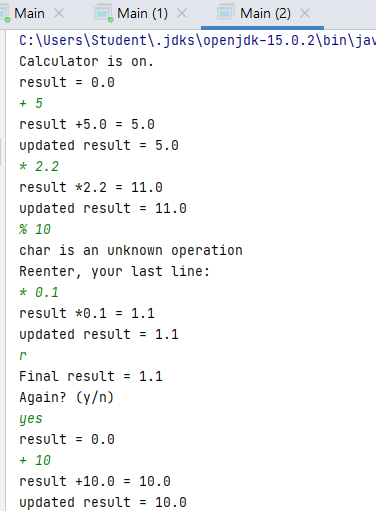 Main Main (1) Main (2)
C:\Users\Student\.jdks\openjdk-15.0.2\bin\jav
Calculator is on.
result = 0.0
+ 5
result +5.0 = 5.0
updated result = 5.0
* 2.2
result *2.2 = 11.0
updated result = 11.0
% 10
char is an unknown operation
Reenter, your last line:
* 0.1
result *0.1 = 1.1
updated result = 1.1
r
Final result = 1.1
Again? (y/n)
yes
result = 0.0
+ 10
result +10.0 = 10.0
updated result = 10.0